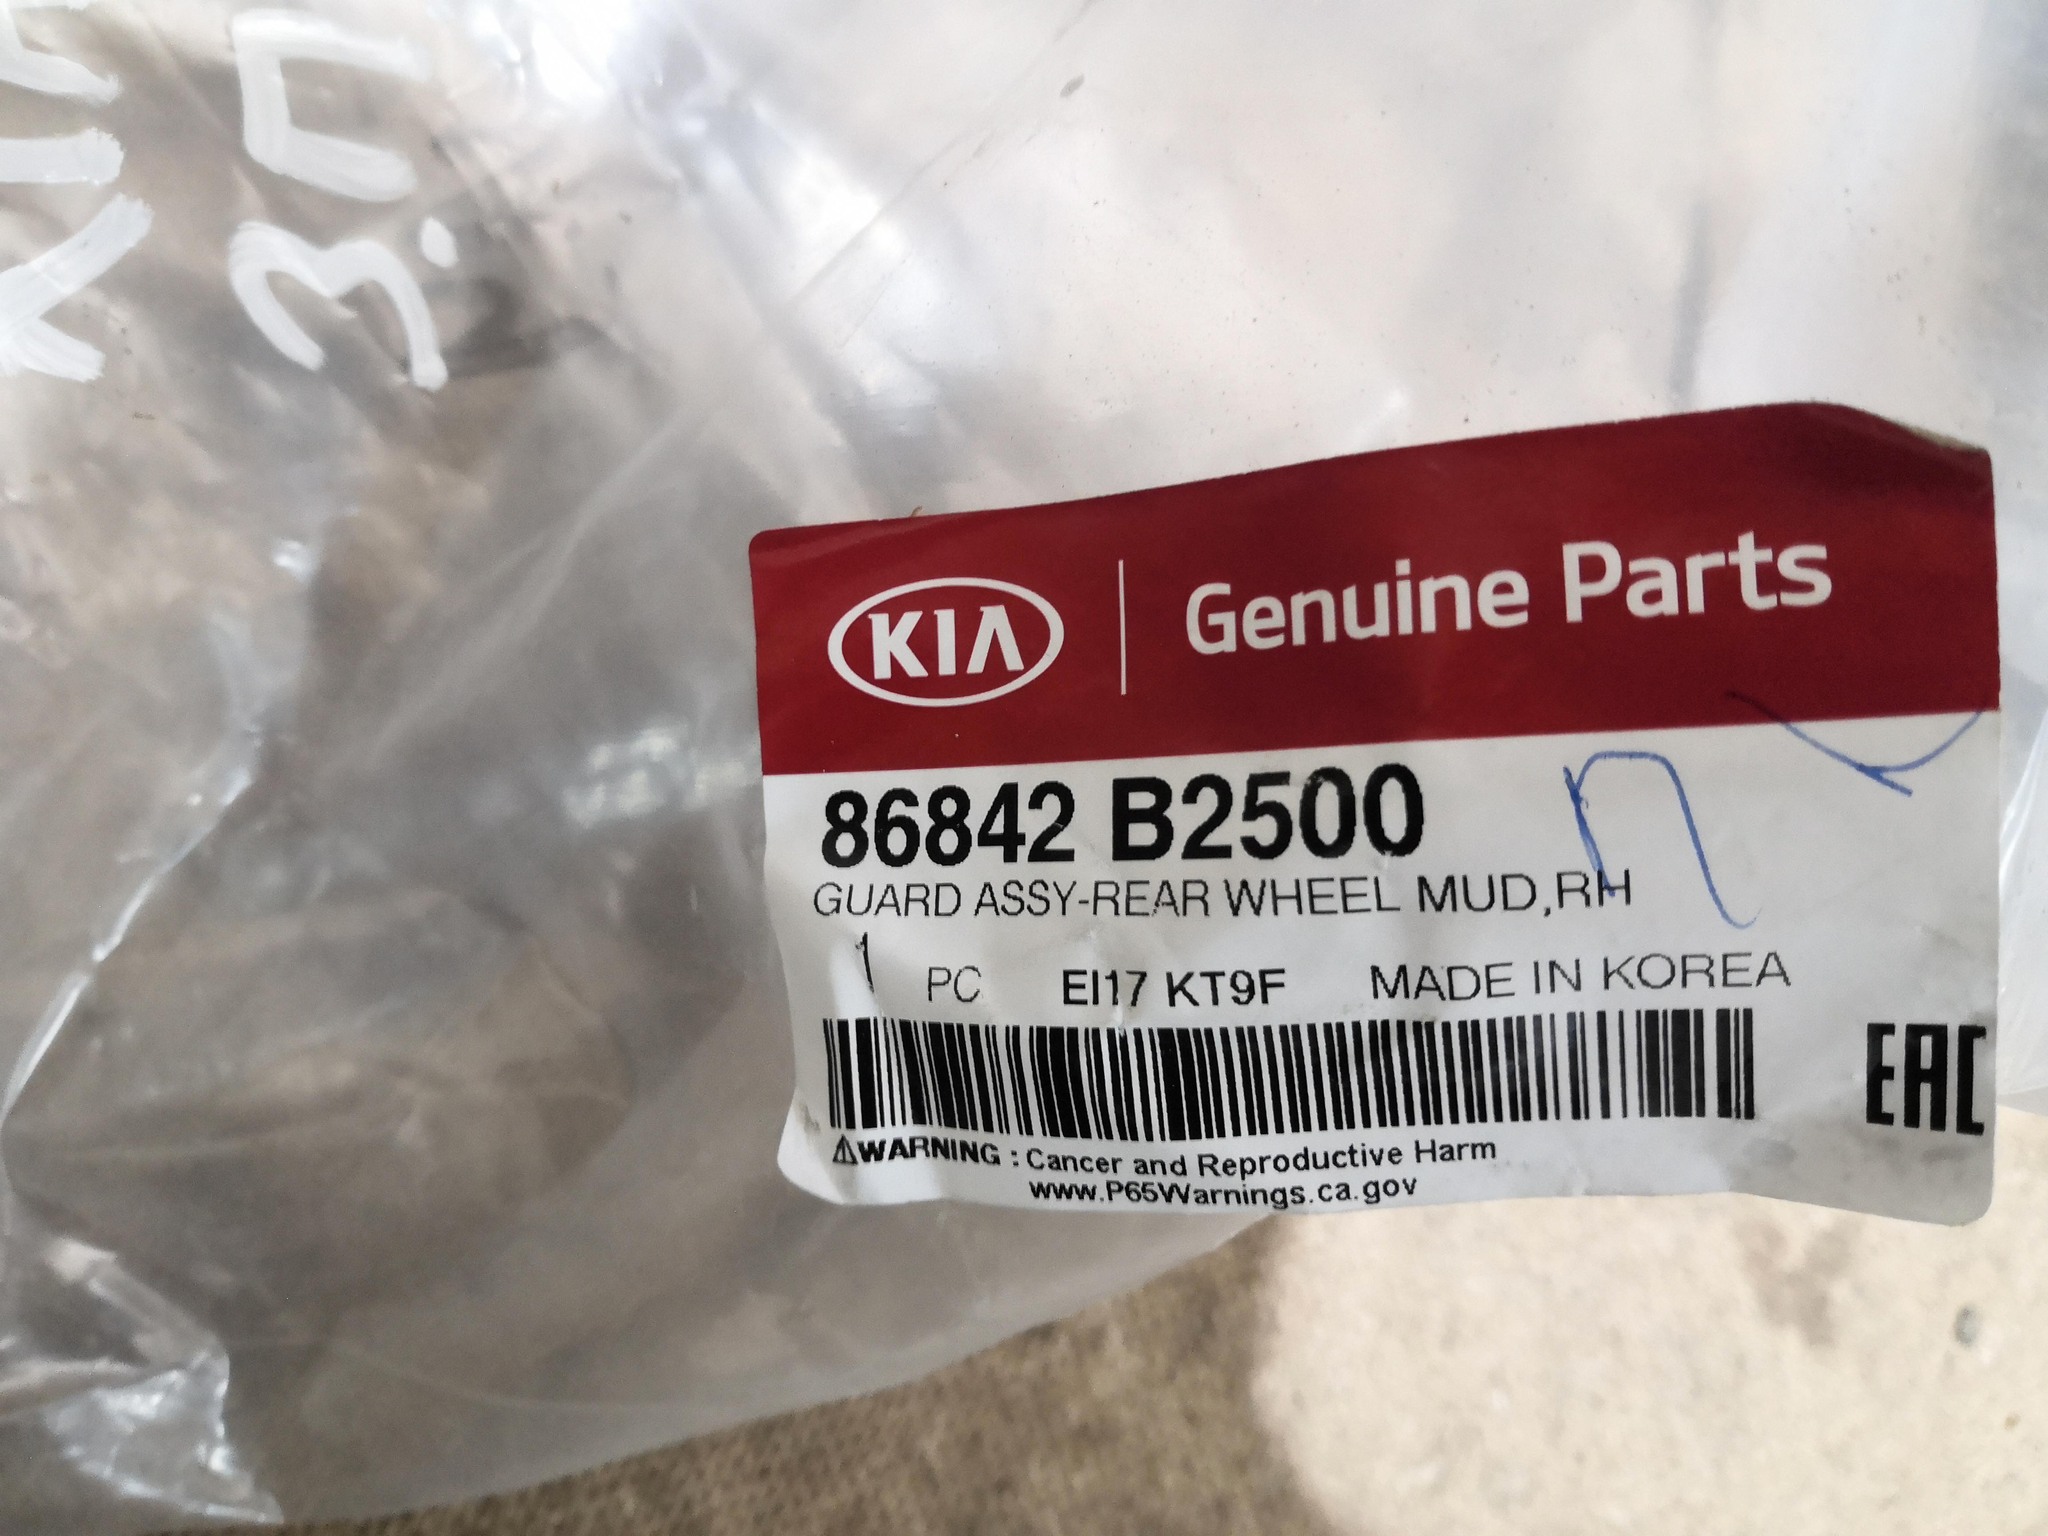 З.П
KIA Genuine Parts
86842 B2500
GUARD ASSY-REAR WHEEL MUD,RH
1 PC EI17 KT9F MADE IN KOREA
EAC
WARNING : Cancer and Reproductive Harm
www.P65Warnings.ca.gov
П